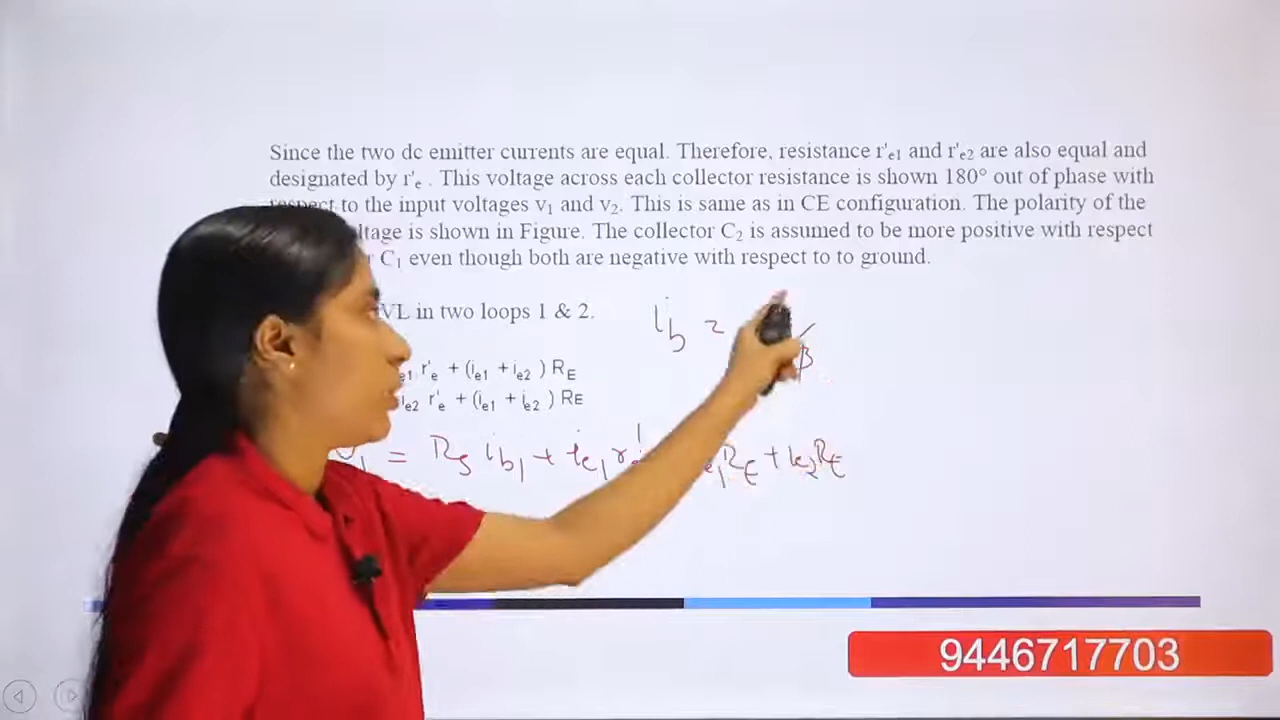 Since the two dc emitter currents are equal. Therefore, resistance r'e1 and r'e2 are also equal and
designated by r'e . This voltage across each collector resistance is shown 180° out of phase with
respect to the input voltages v1 and v2. This is same as in CE configuration. The polarity of the
is shown in Figure. The collector C2 is assumed to be more positive with respect
C1 even though both are negative with respect to to ground.
in two loops 1 & 2.
ib =
r'e + (ie1 + ie2 ) RE
r'e + (ie1 + ie2 ) RE
= RS ib1 + ie1 r' RE + ie2 RE
9446717703